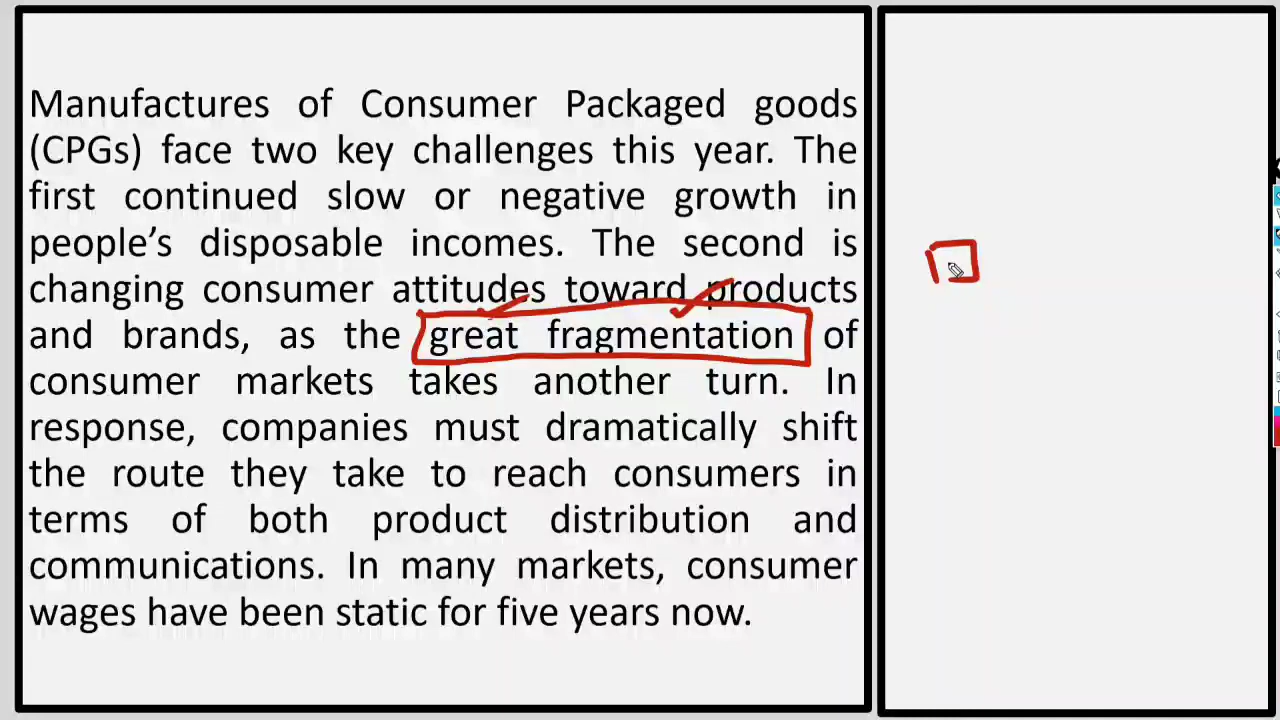 Manufactures of Consumer Packaged goods
(CPGs) face two key challenges this year. The
first continued slow or negative growth in
people’s disposable incomes. The second is
changing consumer attitudes toward products
and brands, as the great fragmentation of
consumer markets takes another turn. In
response, companies must dramatically shift
the route they take to reach consumers in
terms of both product distribution and
communications. In many markets, consumer
wages have been static for five years now.